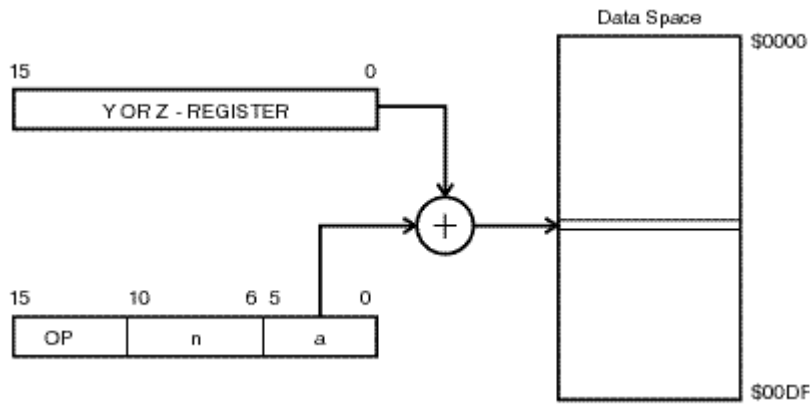 Data Space
$0000
15 0
Y OR Z - REGISTER
+
15 10 6 5 0
OP n a
$00DF